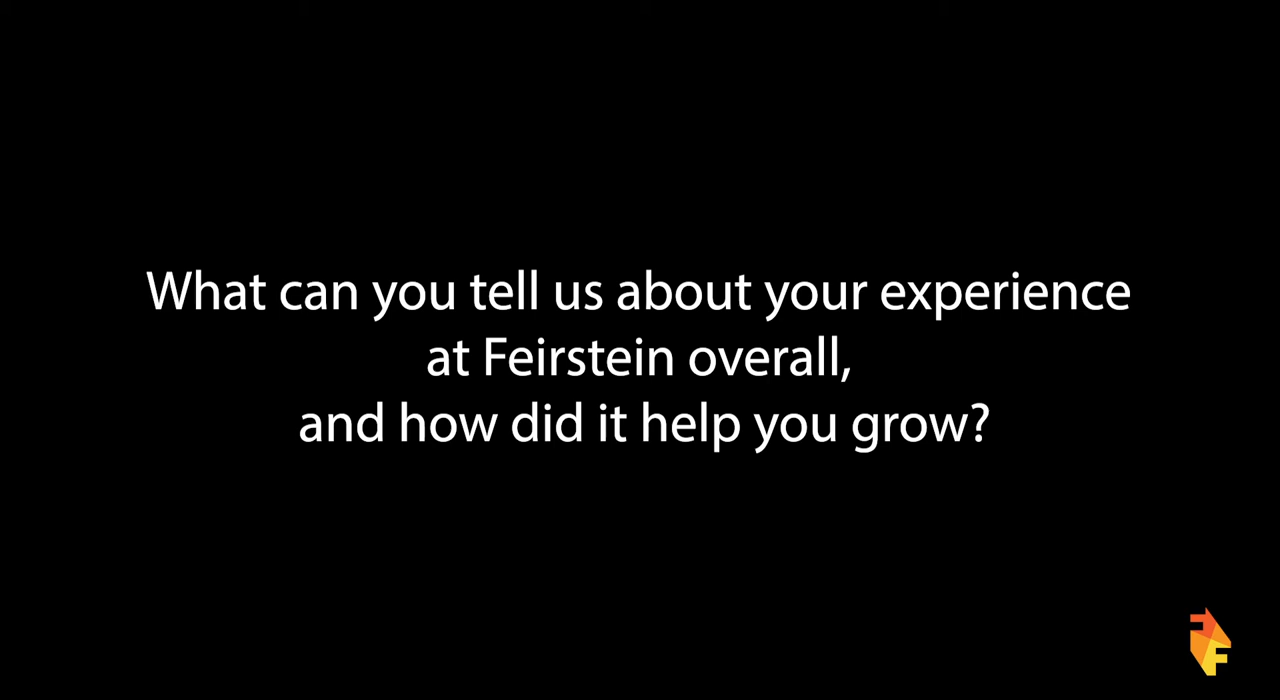 What can you tell us about your experience
at Feirstein overall,
and how did it help you grow?
F
F